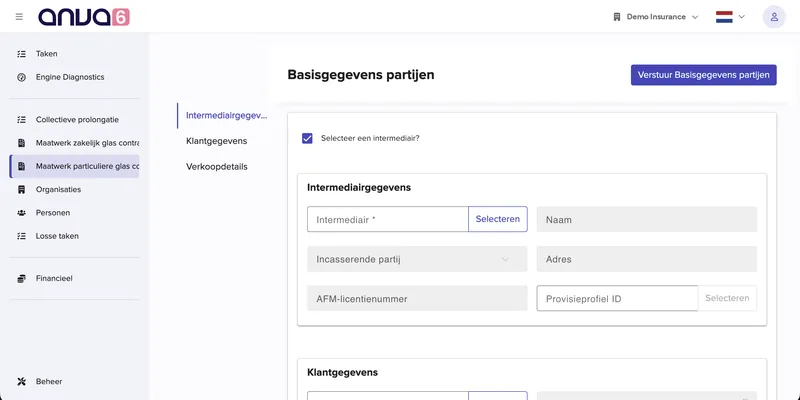 anva6
Demo Insurance
Taken
Engine Diagnostics
Collectieve prolongatie
Maatwerk zakelijk glas contra
Maatwerk particuliere glas co
Organisaties
Personen
Losse taken
Financieel
Beheer
Intermediairgegev...
Klantgegevens
Verkoopdetails
Basisgegevens partijen
Verstuur Basisgegevens partijen
Selecteer een intermediair?
Intermediairgegevens
Intermediair *
Selecteren
Naam
Incasserende partij
Adres
AFM-licentienummer
Provisieprofiel ID
Selecteren
Klantgegevens